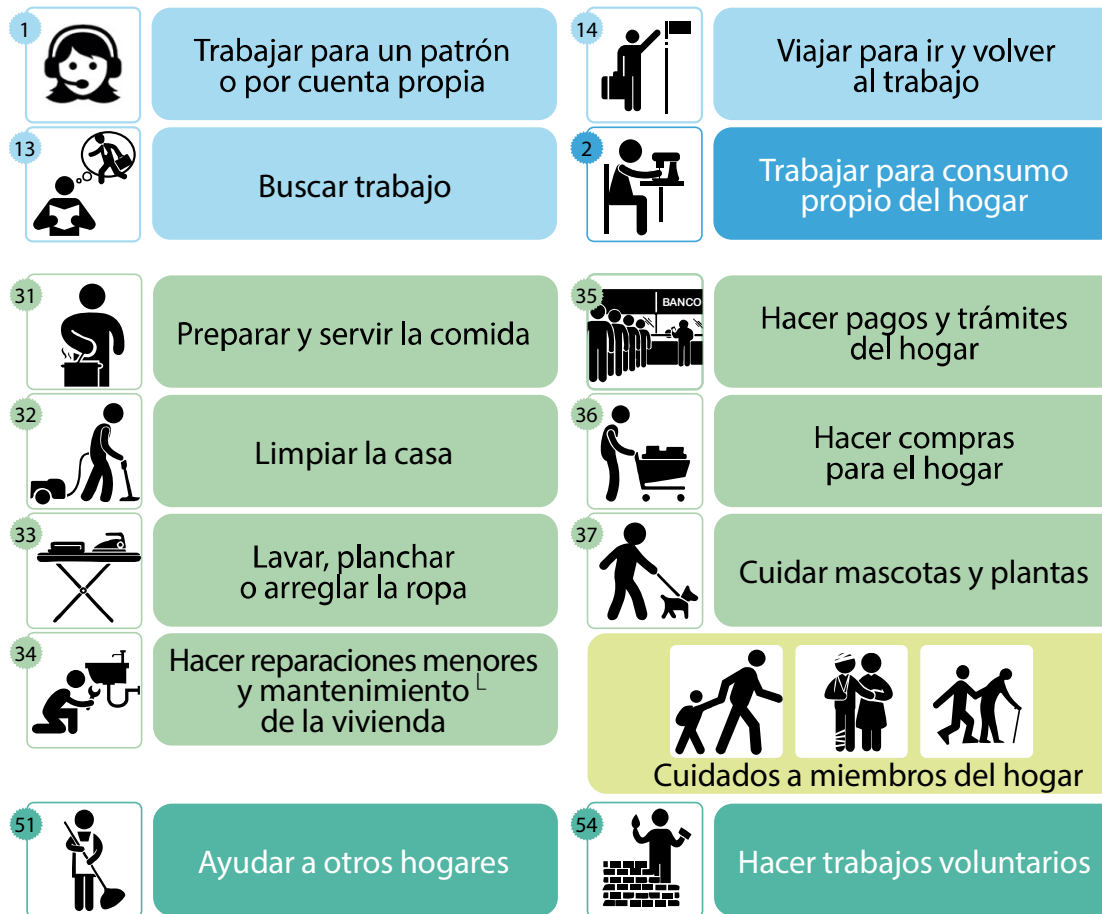 1
Trabajar para un patrón
o por cuenta propia
14
Viajar para ir y volver
al trabajo
13
Buscar trabajo
2
Trabajar para consumo
propio del hogar
31
Preparar y servir la comida
35
BANCO
Hacer pagos y trámites
del hogar
32
Limpiar la casa
36
Hacer compras
para el hogar
33
Lavar, planchar
o arreglar la ropa
37
Cuidar mascotas y plantas
34
Hacer reparaciones menores
y mantenimiento
de la vivienda
Cuidados a miembros del hogar
51
Ayudar a otros hogares
54
Hacer trabajos voluntarios